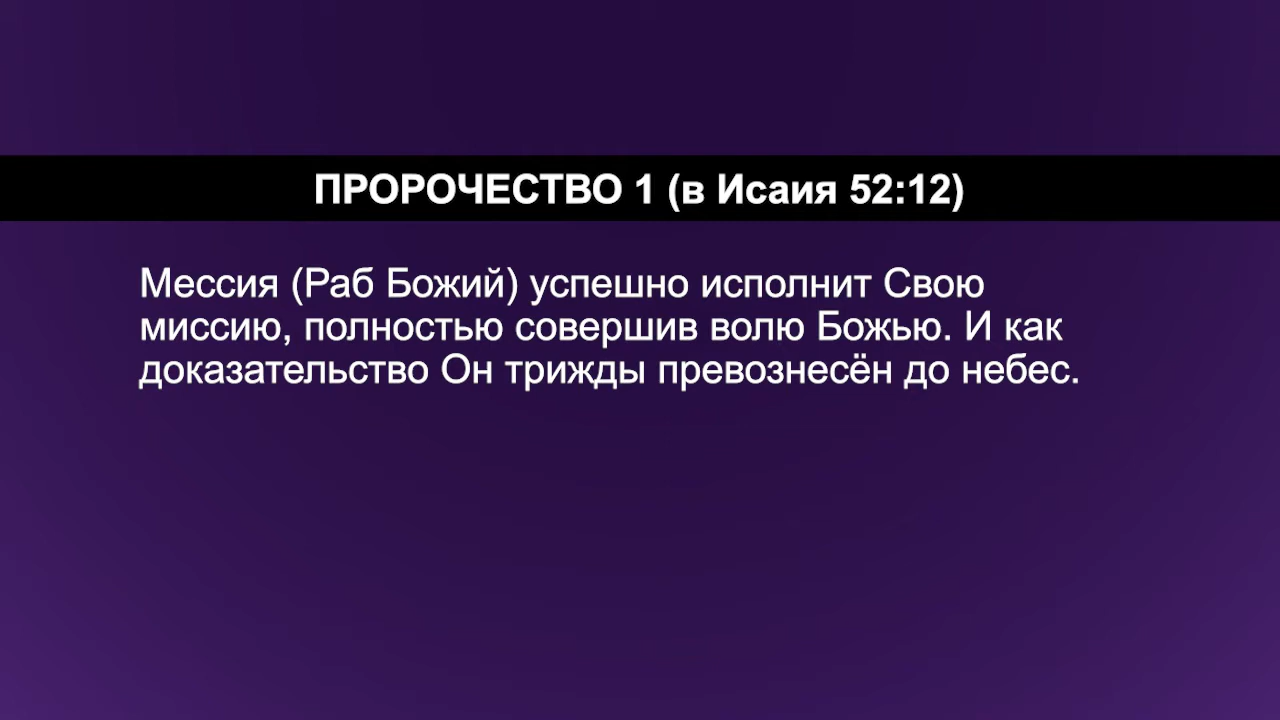 ПРОРОЧЕСТВО 1 (в Исаия 52:12)
Мессия (Раб Божий) успешно исполнит Свою
миссию, полностью совершив волю Божью. И как
доказательство Он трижды превознесён до небес.